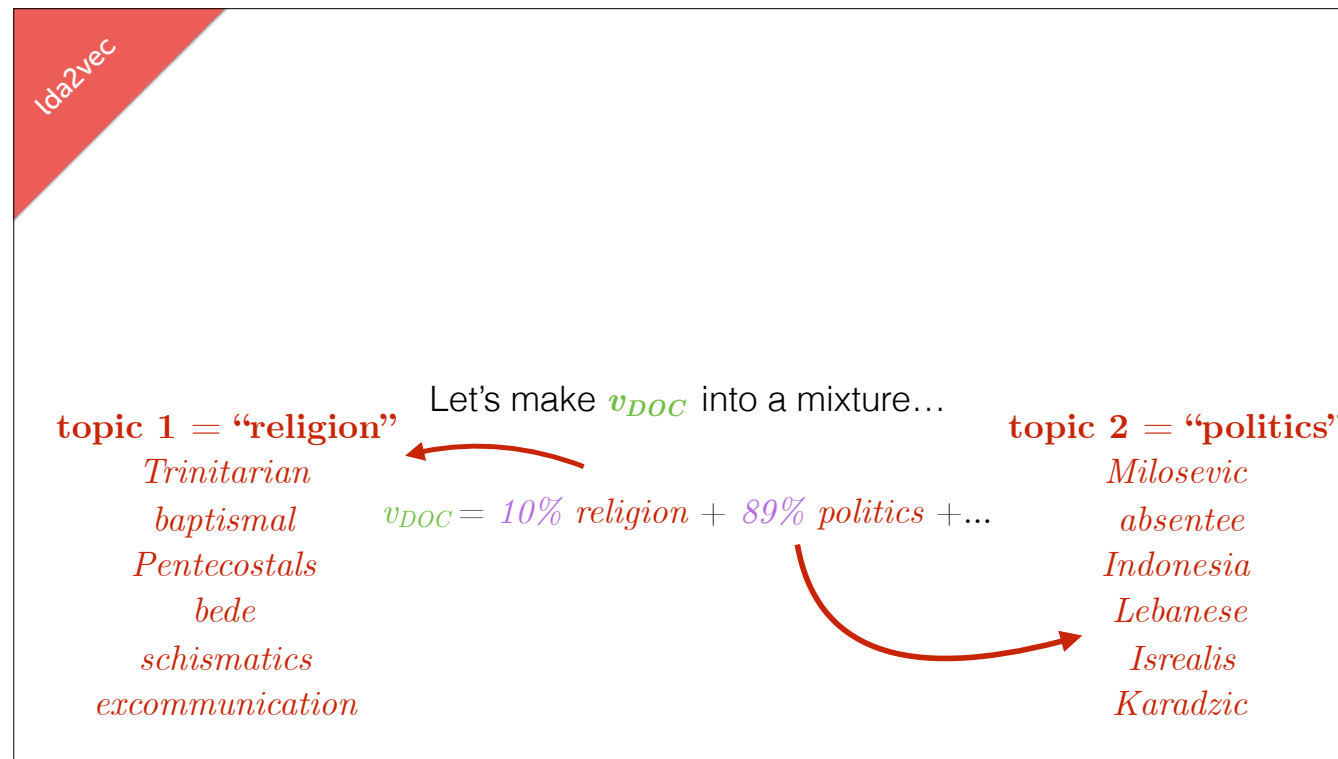 lda2vec
Let’s make vDOC into a mixture…
topic 1 = “religion”
Trinitarian
baptismal
Pentecostals
bede
schismatics
excommunication
vDOC = 10% religion + 89% politics +...
topic 2 = “politics”
Milosevic
absentee
Indonesia
Lebanese
Isrealis
Karadzic